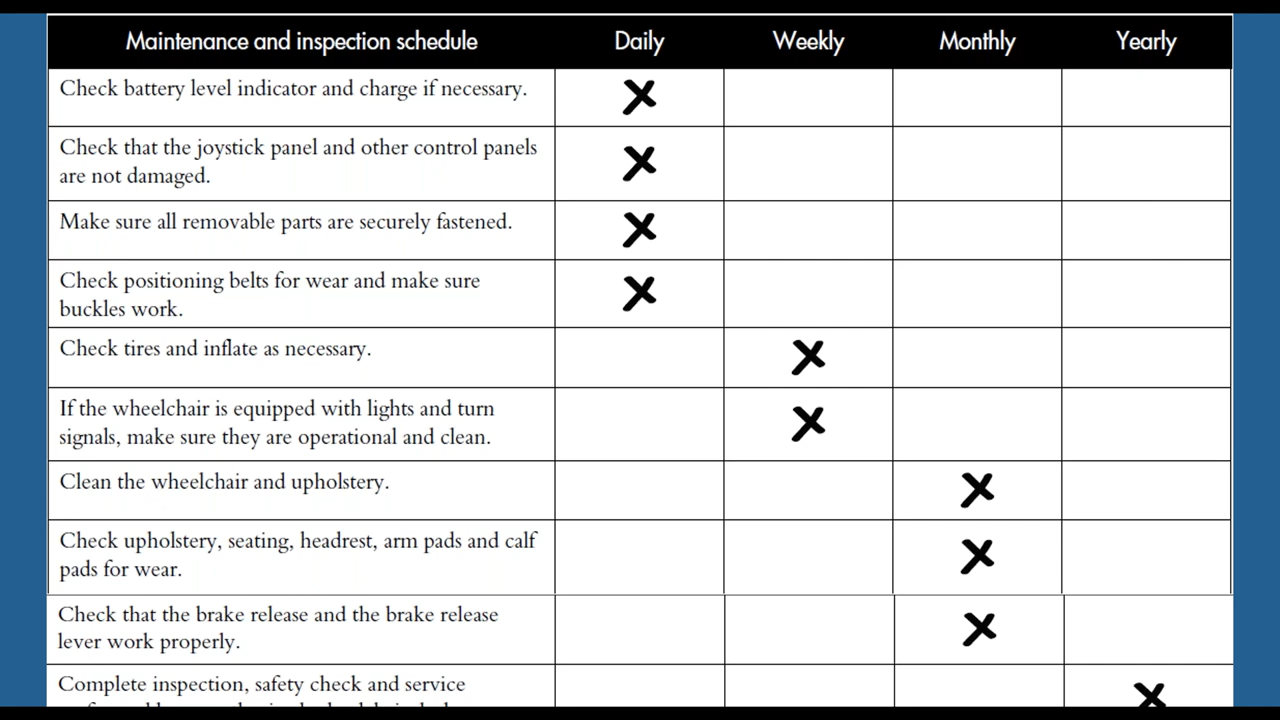 Maintenance and inspection schedule Daily Weekly Monthly Yearly
Check battery level indicator and charge if necessary. X
Check that the joystick panel and other control panels
are not damaged. X
Make sure all removable parts are securely fastened. X
Check positioning belts for wear and make sure
buckles work. X
Check tires and inflate as necessary. X
If the wheelchair is equipped with lights and turn
signals, make sure they are operational and clean. X
Clean the wheelchair and upholstery. X
Check upholstery, seating, headrest, arm pads and calf
pads for wear. X
Check that the brake release and the brake release
lever work properly. X
Complete inspection, safety check and service X